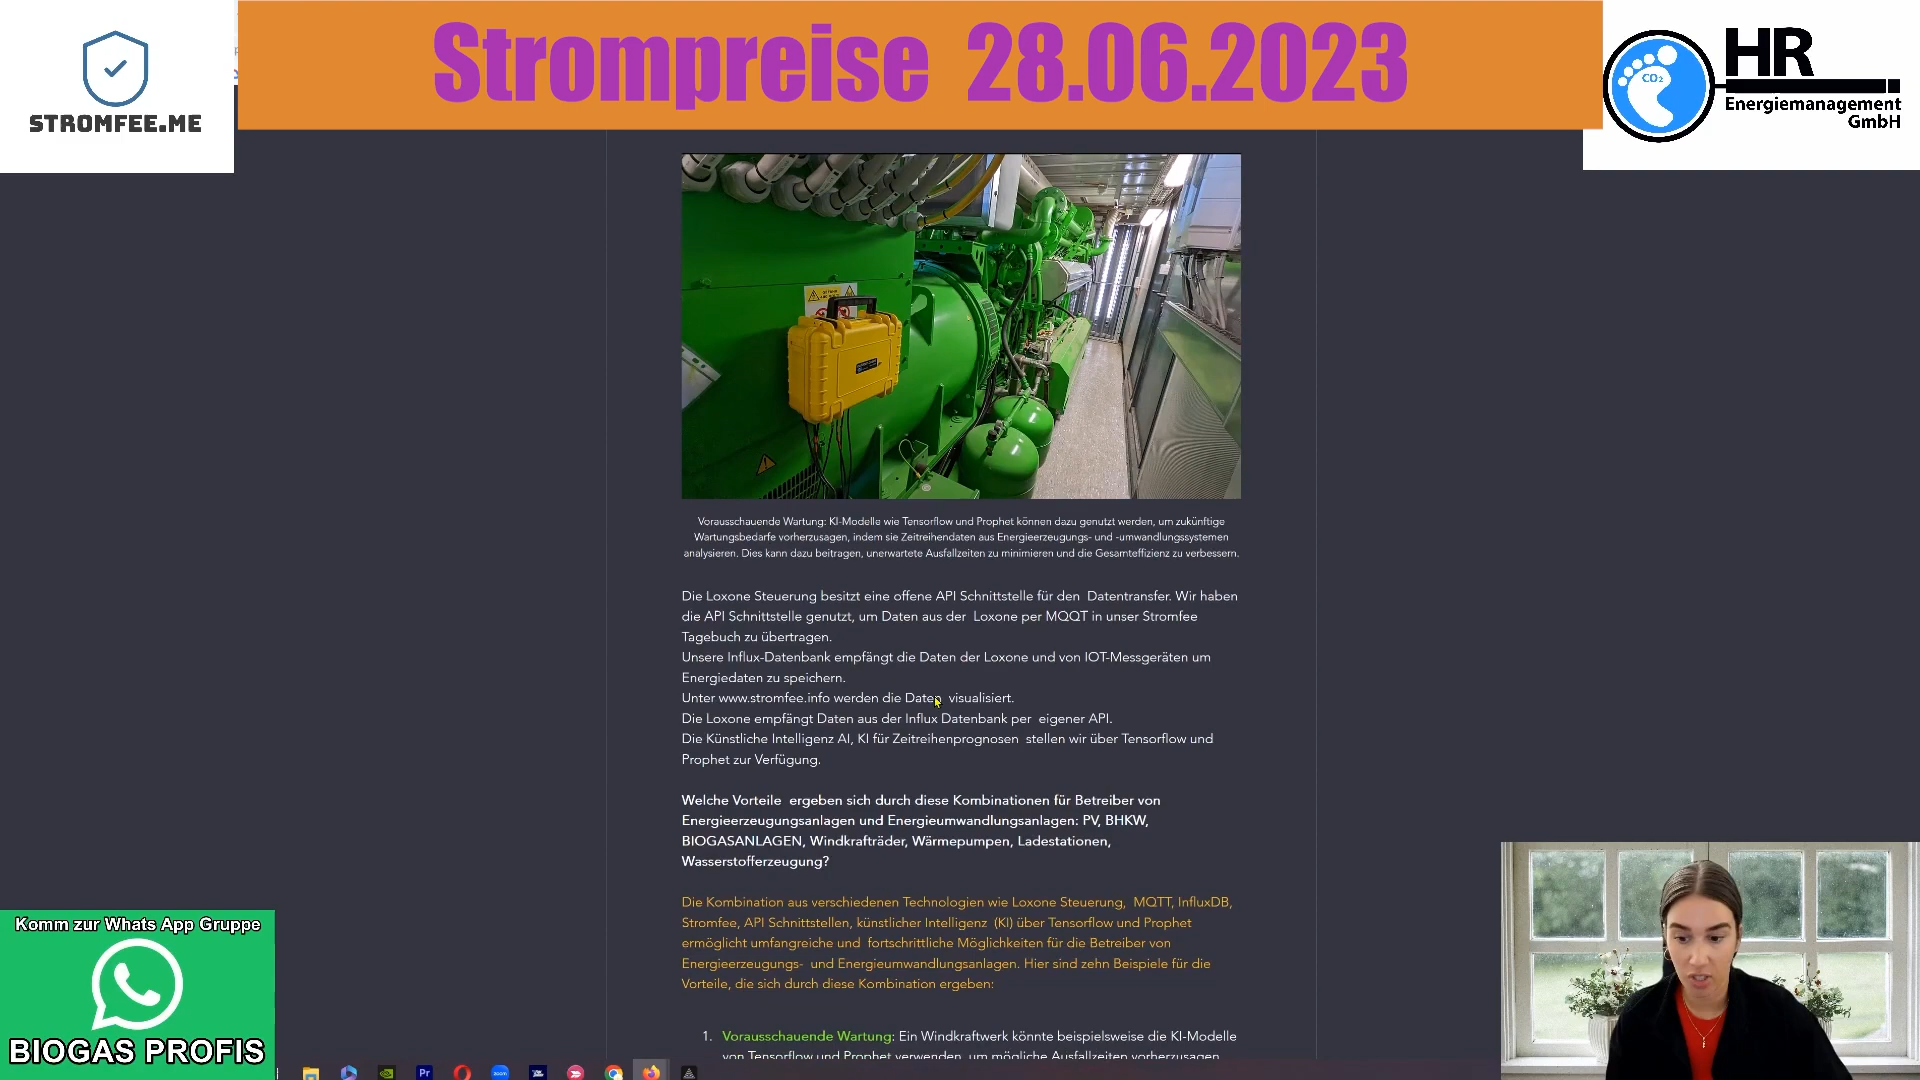 Strompreise 28.06.2023
STROMFEE.ME
CO2
HR
Energiemanagement
GmbH
Vorausschauende Wartung: KI-Modelle wie Tensorflow und Prophet können dazu genutzt werden, um zukünftige
Wartungsbedarfe vorherzusagen, indem sie Zeitreihendaten aus Energieerzeugungs- und -umwandlungssystemen
analysieren. Dies kann dazu beitragen, unerwartete Ausfallzeiten zu minimieren und die Gesamteffizienz zu verbessern.
Die Loxone Steuerung besitzt eine offene API Schnittstelle für den Datentransfer. Wir haben
die API Schnittstelle genutzt, um Daten aus der Loxone per MQQT in unser Stromfee
Tagebuch zu übertragen.
Unsere Influx-Datenbank empfängt die Daten der Loxone und von IOT-Messgeräten um
Energiedaten zu speichern.
Unter www.stromfee.info werden die Daten visualisiert.
Die Loxone empfängt Daten aus der Influx Datenbank per eigener API.
Die Künstliche Intelligenz AI, KI für Zeitreihenprognosen stellen wir über Tensorflow und
Prophet zur Verfügung.
Welche Vorteile ergeben sich durch diese Kombinationen für Betreiber von
Energieerzeugungsanlagen und Energieumwandlungsanlagen: PV, BHKW,
BIOGASANLAGEN, Windkrafträder, Wärmepumpen, Ladestationen,
Wasserstofferzeugung?
Die Kombination aus verschiedenen Technologien wie Loxone Steuerung, MQTT, InfluxDB,
Stromfee, API Schnittstellen, künstlicher Intelligenz (KI) über Tensorflow und Prophet
ermöglicht umfangreiche und fortschrittliche Möglichkeiten für die Betreiber von
Energieerzeugungs- und Energieumwandlungsanlagen. Hier sind zehn Beispiele für die
Vorteile, die sich durch diese Kombination ergeben:
1. Vorausschauende Wartung: Ein Windkraftwerk könnte beispielsweise die KI-Modelle
von Tensorflow und Prophet verwenden, um mögliche Ausfallzeiten vorherzusagen
Komm zur Whats App Gruppe
BIOGAS PROFIS
Pr
zoom